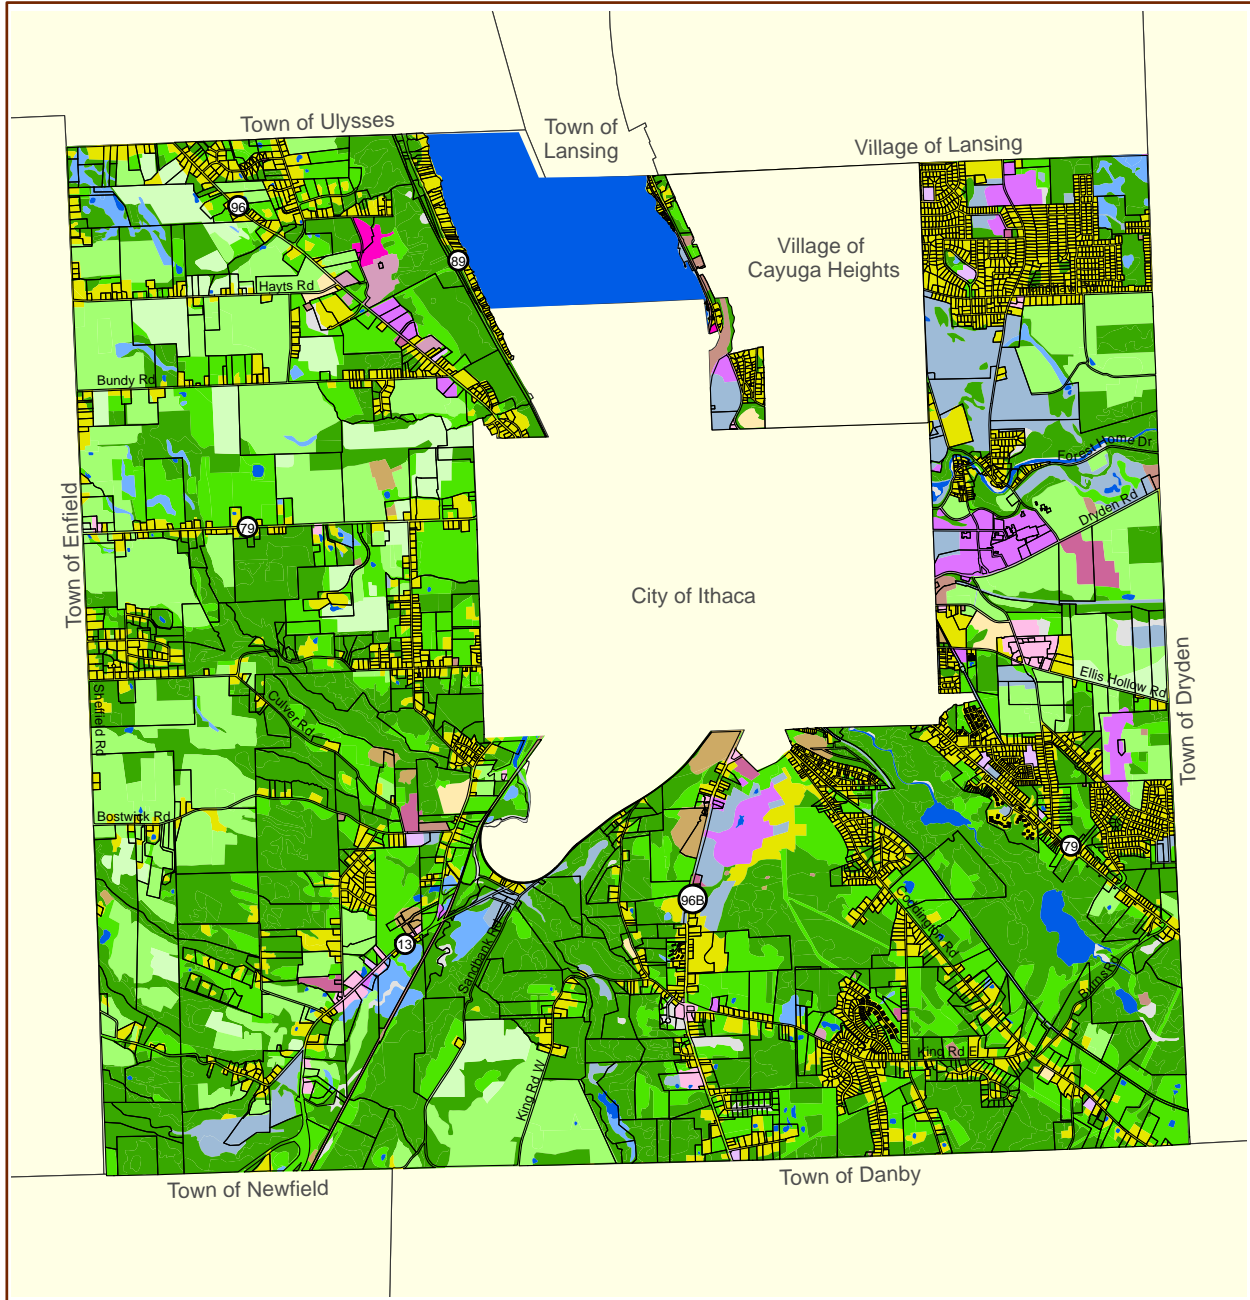 Town of Ulysses
Town of
Lansing
Village of Lansing
96
Village of
Cayuga Heights
89
Hayts Rd
Bundy Rd
Forest Home Dr
Town of Enfield
Dryden Rd
79
City of Ithaca
Ellis Hollow Rd
Town of Dryden
Sheffield Rd
Culver Rd
Bostwick Rd
79
96B
Coddington Rd
13
Sandbank Rd
Burns Rd
King Rd E
King Rd W
Town of Newfield
Town of Danby